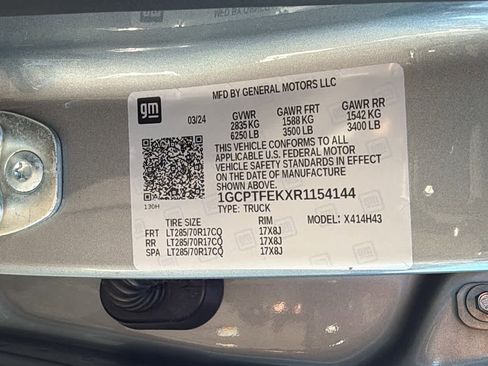 gm
MFD BY GENERAL MOTORS LLC
03/24
GVWR GAWR FRT GAWR RR
2835 KG 1588 KG 1542 KG
6250 LB 3500 LB 3400 LB
THIS VEHICLE CONFORMS TO ALL
APPLICABLE U.S. FEDERAL MOTOR
VEHICLE SAFETY STANDARDS IN EFFECT
ON THE DATE OF MANUFACTURE
1GCPTFEKXR1154144
130H TYPE: TRUCK
TIRE SIZE RIM MODEL: X414H43
FRT LT285/70R17CQ 17X8J
RR LT285/70R17CQ 17X8J
SPA LT285/70R17CQ 17X8J